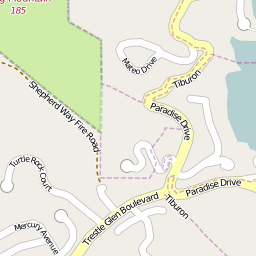 Mountain
185
Mateo Drive
Tiburon
Shepherd Way Fire Road
Paradise Drive
Turtle Rock Court
Paradise Drive
Trestle Glen Boulevard
Tiburon
Mercury Avenue